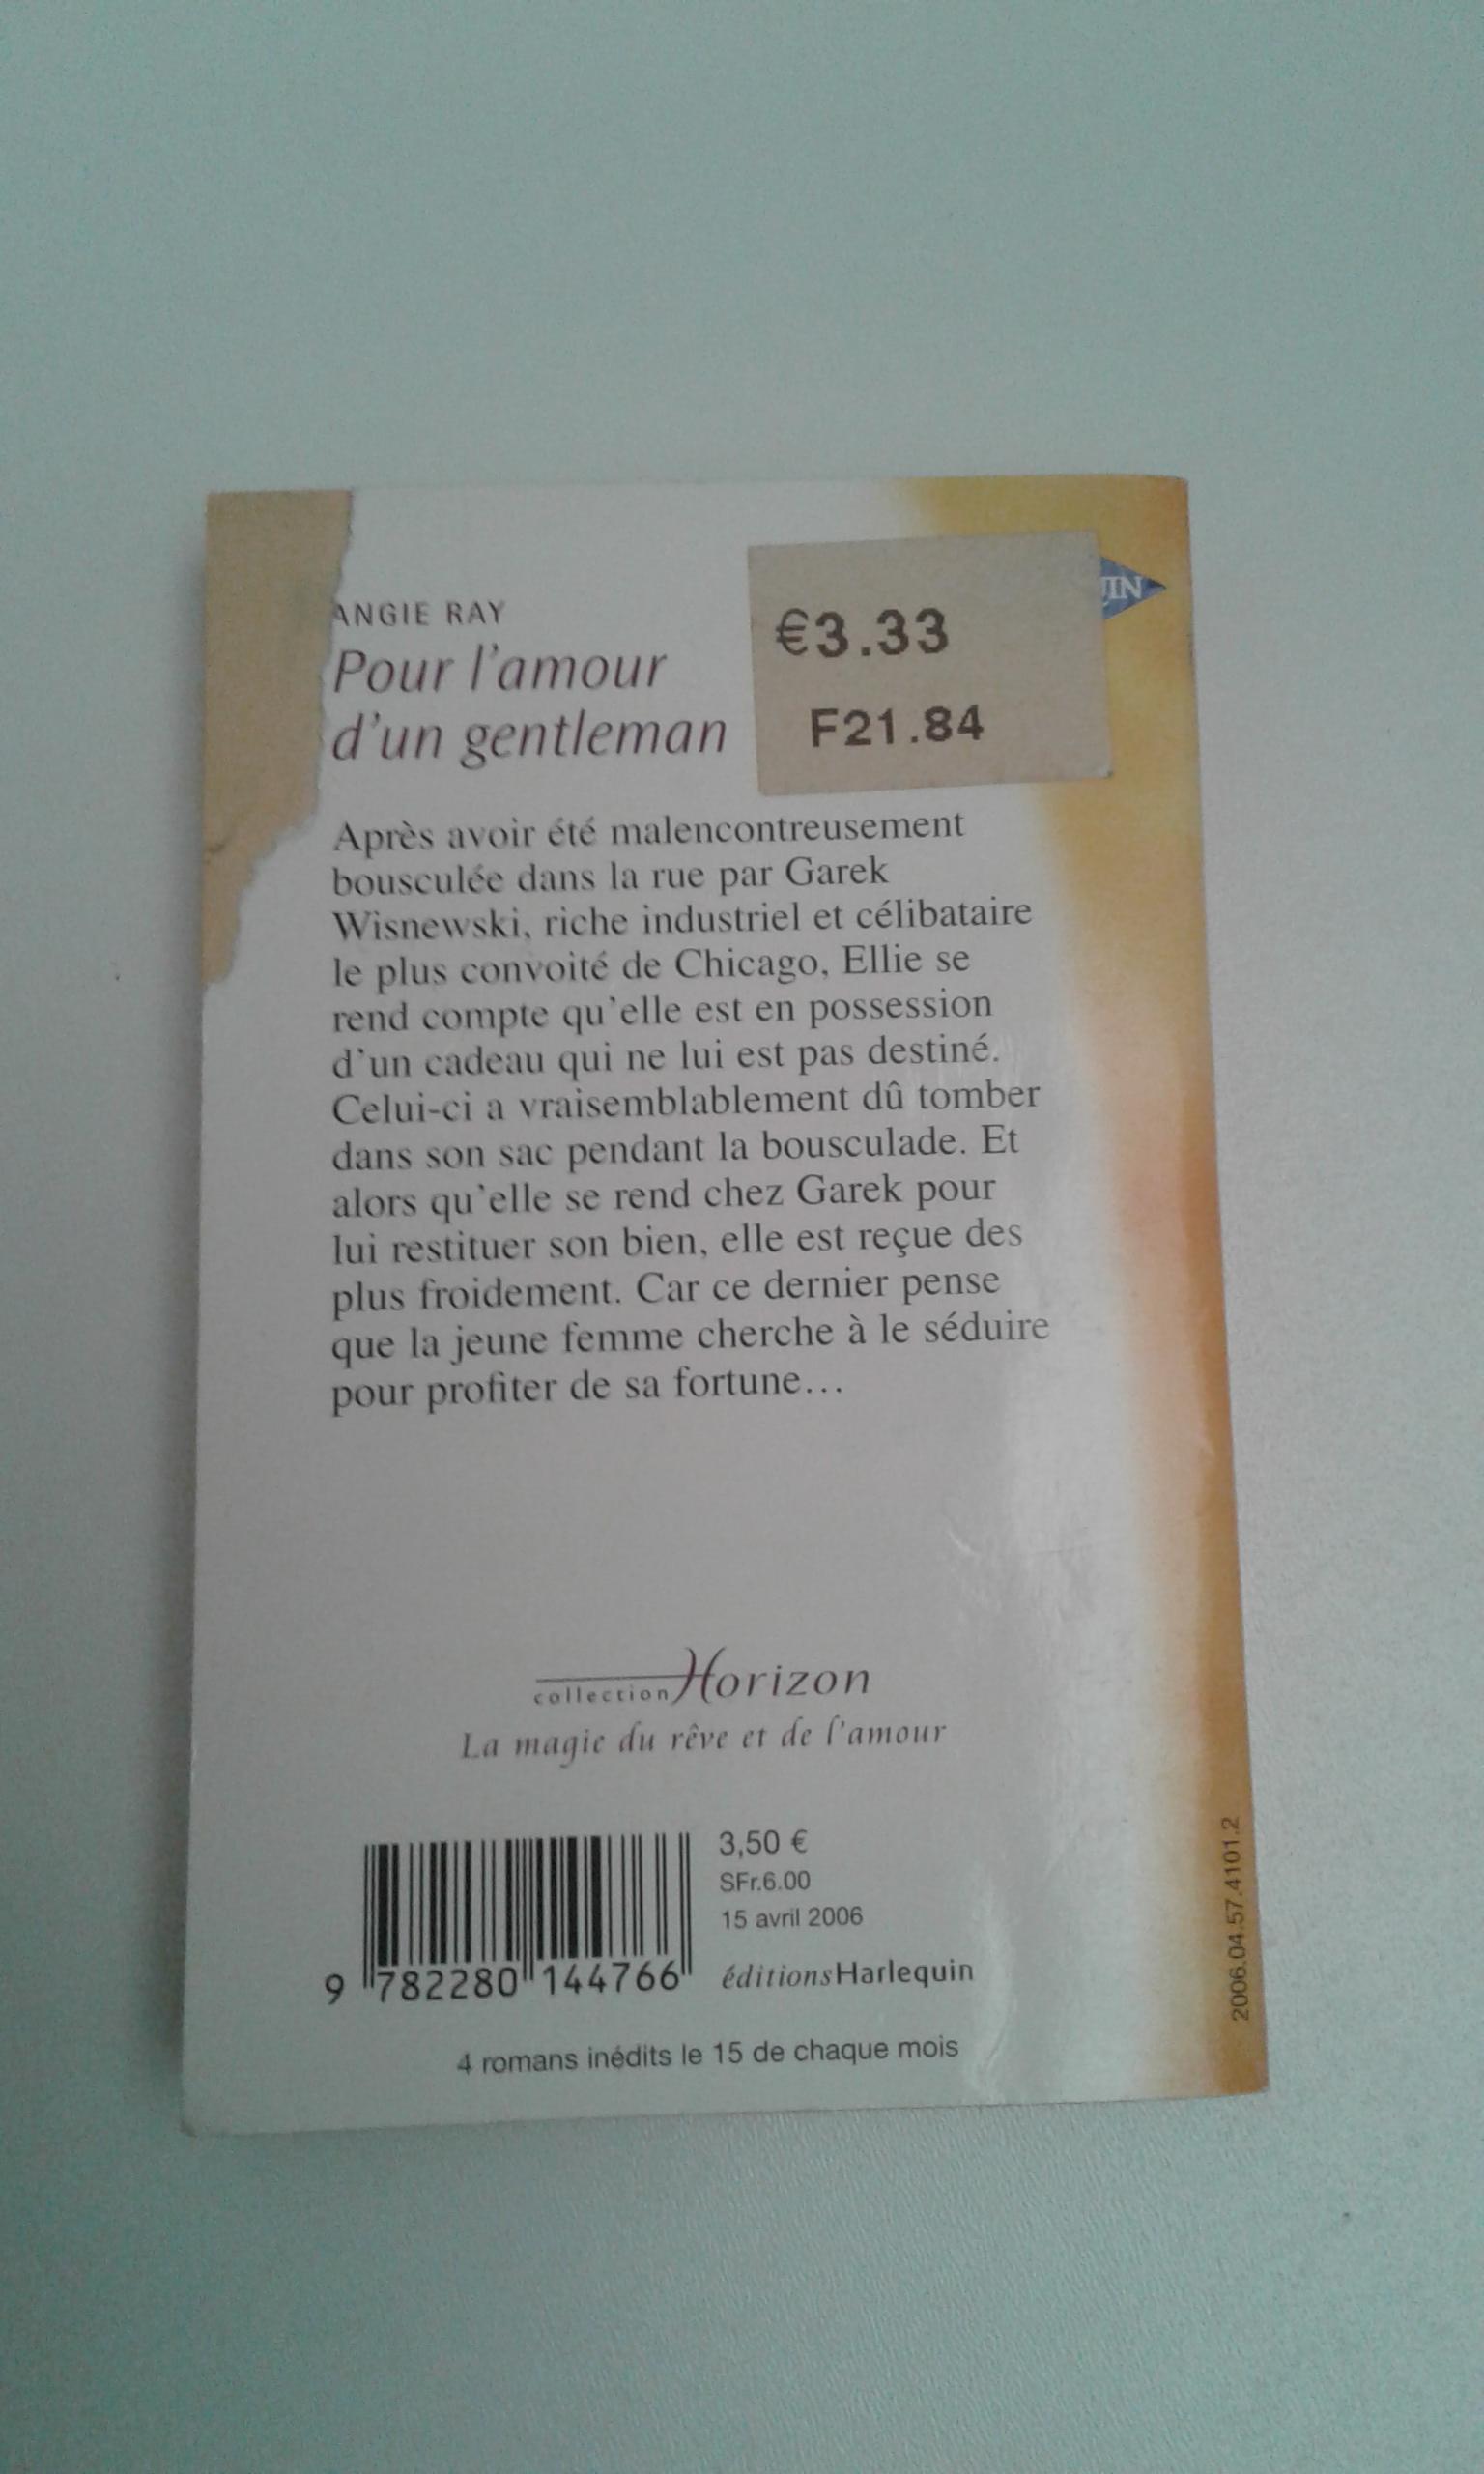 ANGIE RAY
Pour l'amour
d'un gentleman
€3.33
F21.84
Après avoir été malencontreusement
bousculée dans la rue par Garek
Wisnewski, riche industriel et célibataire
le plus convoité de Chicago, Ellie se
rend compte qu'elle est en possession
d'un cadeau qui ne lui est pas destiné.
Celui-ci a vraisemblablement dû tomber
dans son sac pendant la bousculade. Et
alors qu'elle se rend chez Garek pour
lui restituer son bien, elle est reçue des
plus froidement. Car ce dernier pense
que la jeune femme cherche à le séduire
pour profiter de sa fortune...
collection Horizon
La magie du rêve et de l'amour
3,50 €
SFr.6.00
15 avril 2006
éditionsHarlequin
9 782280 144766
4 romans inédits le 15 de chaque mois
2006.04.57.4101.2